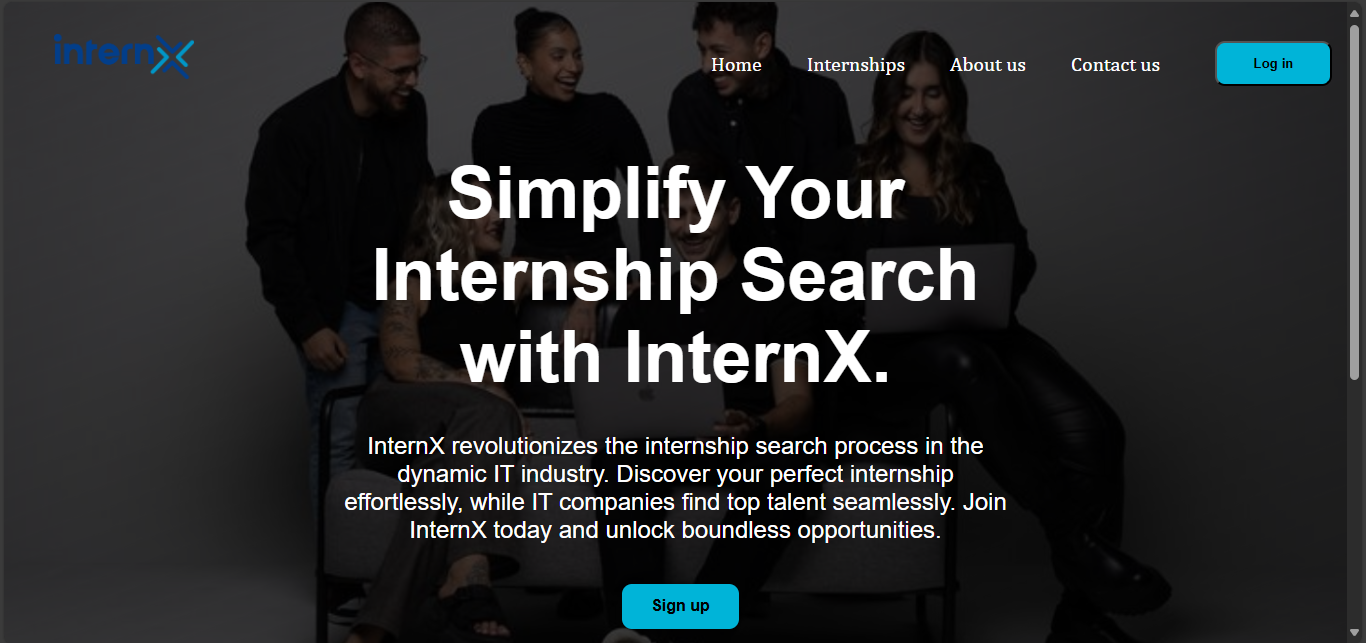 internX
Home Internships About us Contact us Log in
Simplify Your
Internship Search
with InternX.
InternX revolutionizes the internship search process in the
dynamic IT industry. Discover your perfect internship
effortlessly, while IT companies find top talent seamlessly. Join
InternX today and unlock boundless opportunities.
Sign up